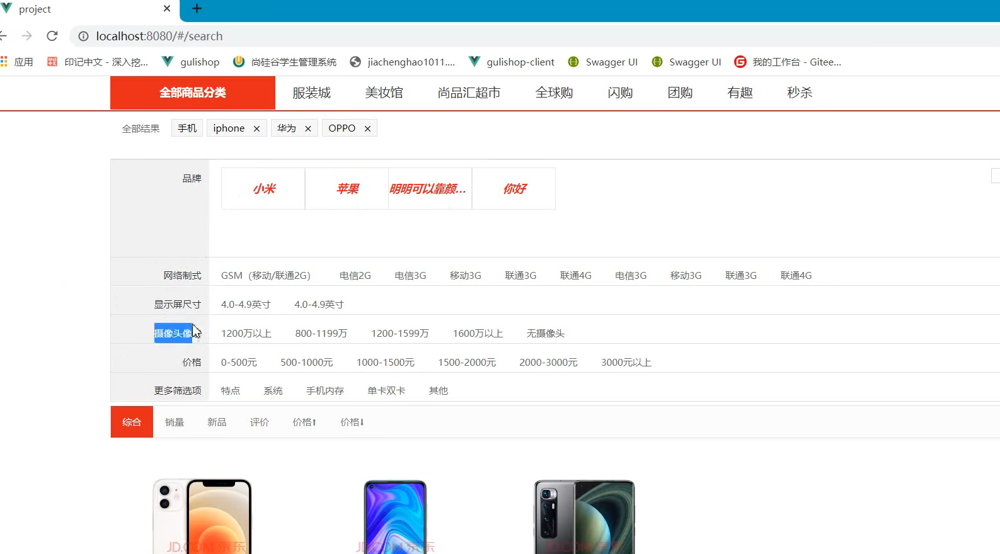 project
localhost:8080/#/search
应用 印记中文 - 深入挖... gulishop 尚硅谷学生管理系统 jiachenghao1011.... gulishop-client Swagger UI Swagger UI 我的工作台 - Gitee...
全部商品分类 服装城 美妆馆 尚品汇超市 全球购 闪购 团购 有趣 秒杀
全部结果 手机 iphone × 华为 × OPPO ×
品牌 小米 苹果 明明可以靠颜... 你好
网络制式 GSM（移动/联通2G） 电信2G 电信3G 移动3G 联通3G 联通4G 电信3G 移动3G 联通3G 联通4G
显示屏尺寸 4.0-4.9英寸 4.0-4.9英寸
摄像头像 1200万以上 800-1199万 1200-1599万 1600万以上 无摄像头
价格 0-500元 500-1000元 1000-1500元 1500-2000元 2000-3000元 3000元以上
更多筛选项 特点 系统 手机内存 单卡双卡 其他
综合 销量 新品 评价 价格⬆ 价格⬇
JD.COM 京东 JD.COM 京东 JD.COM 京东